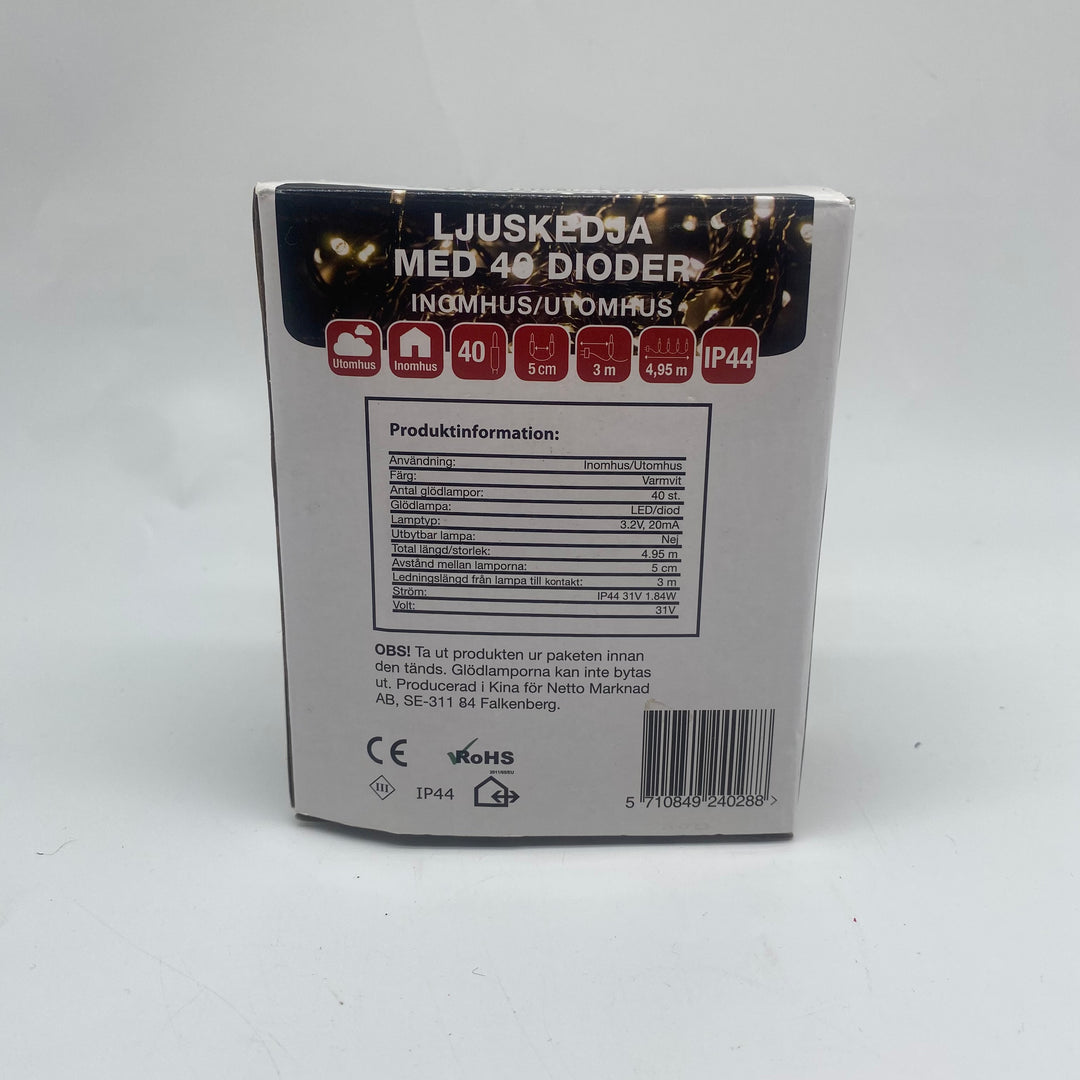 LJUSKEDJA
MED 40 DIODER
INOMHUS/UTOMHUS
Utomhus
Inomhus
40
5 cm
3 m
4,95 m
IP44
Produktinformation:
Användning: Inomhus/Utomhus
Färg: Varmvit
Antal glödlampor: 40 st.
Glödlampa: LED/diod
Lamptyp: 3.2V, 20mA
Utbytbar lampa: Nej
Total längd/storlek: 4.95 m
Avstånd mellan lamporna: 5 cm
Ledningslängd från lampa till kontakt: 3 m
Ström: IP44 31V 1.84W
Volt: 31V
OBS! Ta ut produkten ur paketen innan
den tänds. Glödlamporna kan inte bytas
ut. Producerad i Kina för Netto Marknad
AB, SE-311 84 Falkenberg.
CE
RoHS
2011/65/EU
III
IP44
5 710849 240288 >